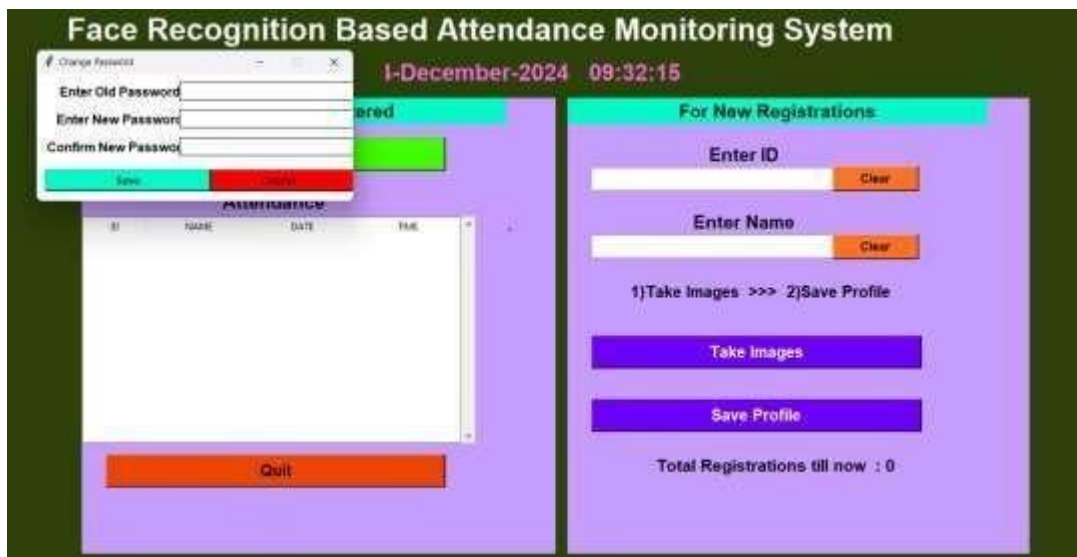 Face Recognition Based Attendance Monitoring System
Change Password
-December-2024 09:32:15
Enter Old Password
Enter New Password
Confirm New Passwor
Save
ered
Attendance
ID NAME DATE TIME
Quit
For New Registrations
Enter ID
Clear
Enter Name
Clear
1)Take Images >>> 2)Save Profile
Take Images
Save Profile
Total Registrations till now : 0